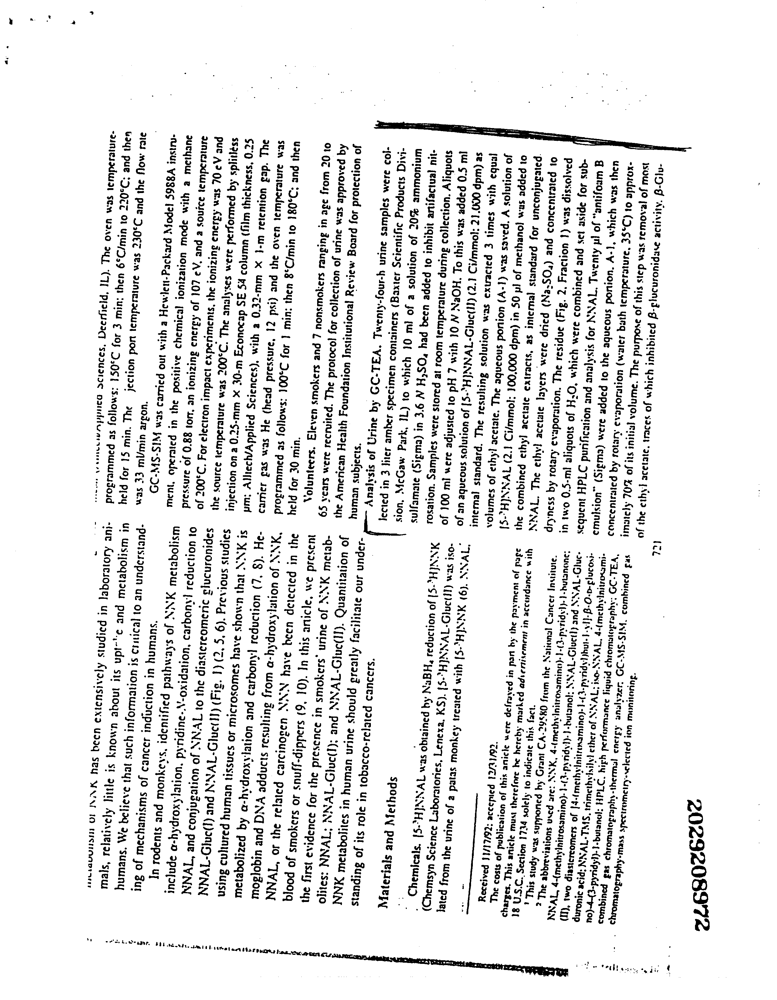 mals, relatively little is known about its uptake and metabolism in
humans. We believe that such information is critical to an understand-
ing of mechanisms of cancer induction in humans.
In rodents and monkeys, identified pathways of NNK metabolism
include α-hydroxylation, pyridine-N-oxidation, carbonyl reduction to
NNAL, and conjugation of NNAL to the diastereomeric glucuronides
NNAL-Gluc(I) and NNAL-Gluc(II) (Fig. 1) (2, 5, 6). Previous studies
using cultured human tissues or microsomes have shown that NNK is
metabolized by α-hydroxylation and carbonyl reduction (7, 8). He-
moglobin and DNA adducts resulting from α-hydroxylation of NNK,
NNAL, or the related carcinogen NNN have been detected in the
blood of smokers or snuff-dippers (9, 10). In this article, we present
the first evidence for the presence in smokers' urine of NNK metab-
olites: NNAL; NNAL-Gluc(I); and NNAL-Gluc(II). Quantitation of
NNK metabolites in human urine should greatly facilitate our under-
standing of its role in tobacco-related cancers.
Materials and Methods
Chemicals. [5-³H]NNAL was obtained by NaBH₄ reduction of [5-³H]NNK
(Chemsyn Science Laboratories, Lenexa, KS). [5-³H]NNAL-Gluc(II) was iso-
lated from the urine of a patas monkey treated with [5-³H]NNK (6). NNAL,
Received 11/17/92; accepted 12/31/92.
The costs of publication of this article were defrayed in part by the payment of page
charges. This article must therefore be hereby marked advertisement in accordance with
18 U.S.C. Section 1734 solely to indicate this fact.
¹ This study was supported by Grant CA-29580 from the National Cancer Institute.
² The abbreviations used are: NNK, 4-(methylnitrosamino)-1-(3-pyridyl)-1-butanone;
NNAL, 4-(methylnitrosamino)-1-(3-pyridyl)-1-butanol; NNAL-Gluc(I) and NNAL-Gluc-
(II), two diastereomers of [4-(methylnitrosamino)-1-(3-pyridyl)but-1-yl]-β-O-D-glucosi-
duronic acid; NNAL-TMS, trimethylsilyl ether of NNAL; iso-NNAL, 4-(methylnitrosami-
no)-4-(3-pyridyl)-1-butanol; HPLC, high performance liquid chromatography; GC-TEA,
combined gas chromatography-thermal energy analyzer; GC-MS-SIM, combined gas
chromatography-mass spectrometry-selected ion monitoring.
Sciences, Deerfield, IL). The oven was temperature-
programmed as follows: 150°C for 3 min; then 6°C/min to 220°C; and then
held for 15 min. The jection port temperature was 230°C and the flow rate
was 33 ml/min argon.
GC-MS-SIM was carried out with a Hewlett-Packard Model 5988A instru-
ment, operated in the positive chemical ionization mode with a methane
pressure of 0.88 torr, an ionizing energy of 107 eV, and a source temperature
of 200°C. For electron impact experiments, the ionizing energy was 70 eV and
the source temperature was 200°C. The analyses were performed by splitless
injection on a 0.25-mm × 30-m Econocap SE 54 column (film thickness, 0.25
µm; Alltech/Applied Sciences), with a 0.32-mm × 1-m retention gap. The
carrier gas was He (head pressure, 12 psi) and the oven temperature was
programmed as follows: 100°C for 1 min; then 8°C/min to 180°C; and then
held for 30 min.
Volunteers. Eleven smokers and 7 nonsmokers ranging in age from 20 to
65 years were recruited. The protocol for collection of urine was approved by
the American Health Foundation Institutional Review Board for protection of
human subjects.
Analysis of Urine by GC-TEA. Twenty-four-h urine samples were col-
lected in 3 liter amber specimen containers (Baxter Scientific Products Divi-
sion, McGaw Park, IL) to which 10 ml of a solution of 20% ammonium
sulfamate (Sigma) in 3.6 N H₂SO₄ had been added to inhibit artifactual nit-
rosation. Samples were stored at room temperature during collection. Aliquots
of 100 ml were adjusted to pH 7 with 10 N NaOH. To this was added 0.5 ml
of an aqueous solution of [5-³H]NNAL-Gluc(II) (2.1 Ci/mmol; 21,000 dpm) as
internal standard. The resulting solution was extracted 3 times with equal
volumes of ethyl acetate. The aqueous portion (A-1) was saved. A solution of
[5-³H]NNAL (2.1 Ci/mmol; 100,000 dpm) in 50 µl of methanol was added to
the combined ethyl acetate extracts, as internal standard for unconjugated
NNAL. The ethyl acetate layers were dried (Na₂SO₄) and concentrated to
dryness by rotary evaporation. The residue (Fig. 2, Fraction 1) was dissolved
in two 0.5-ml aliquots of H₂O, which were combined and set aside for sub-
sequent HPLC purification and analysis for NNAL. Twenty µl of "antifoam B
emulsion" (Sigma) were added to the aqueous portion, A-1, which was then
concentrated by rotary evaporation (water bath temperature, 35°C) to approx-
imately 70% of its initial volume. The purpose of this step was removal of most
of the ethyl acetate, traces of which inhibited β-glucuronidase activity. β-Glu-
721
2029208972